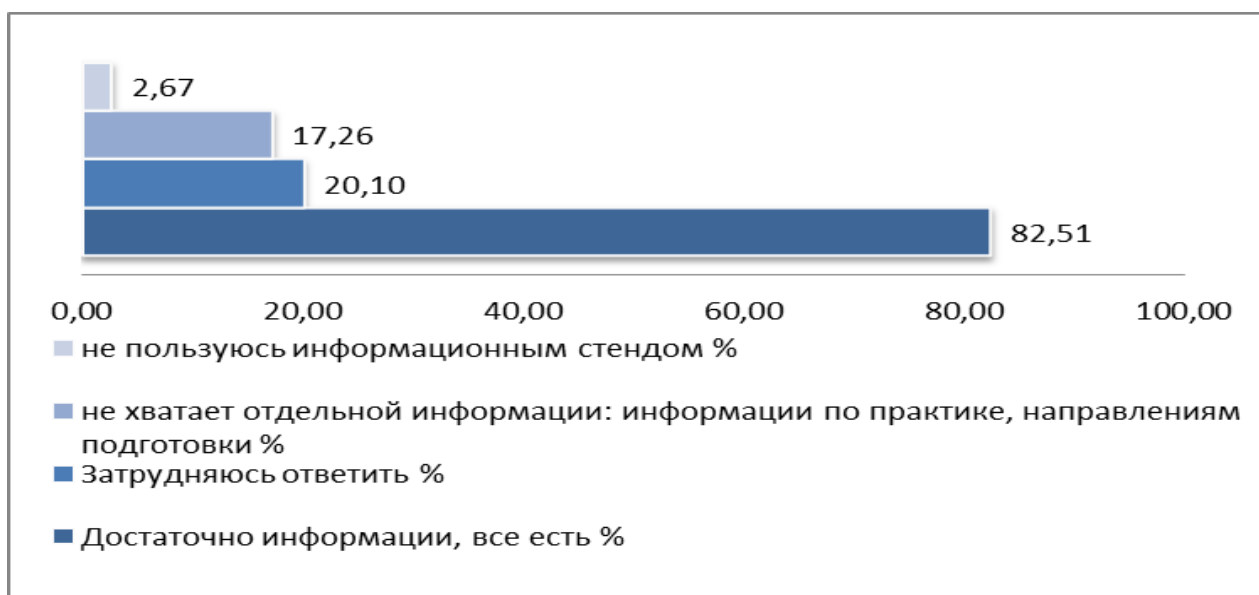 2,67
17,26
20,10
82,51
0,00 20,00 40,00 60,00 80,00 100,00
не пользуюсь информационным стендом %
не хватает отдельной информации: информации по практике, направлениям
подготовки %
Затрудняюсь ответить %
Достаточно информации, все есть %